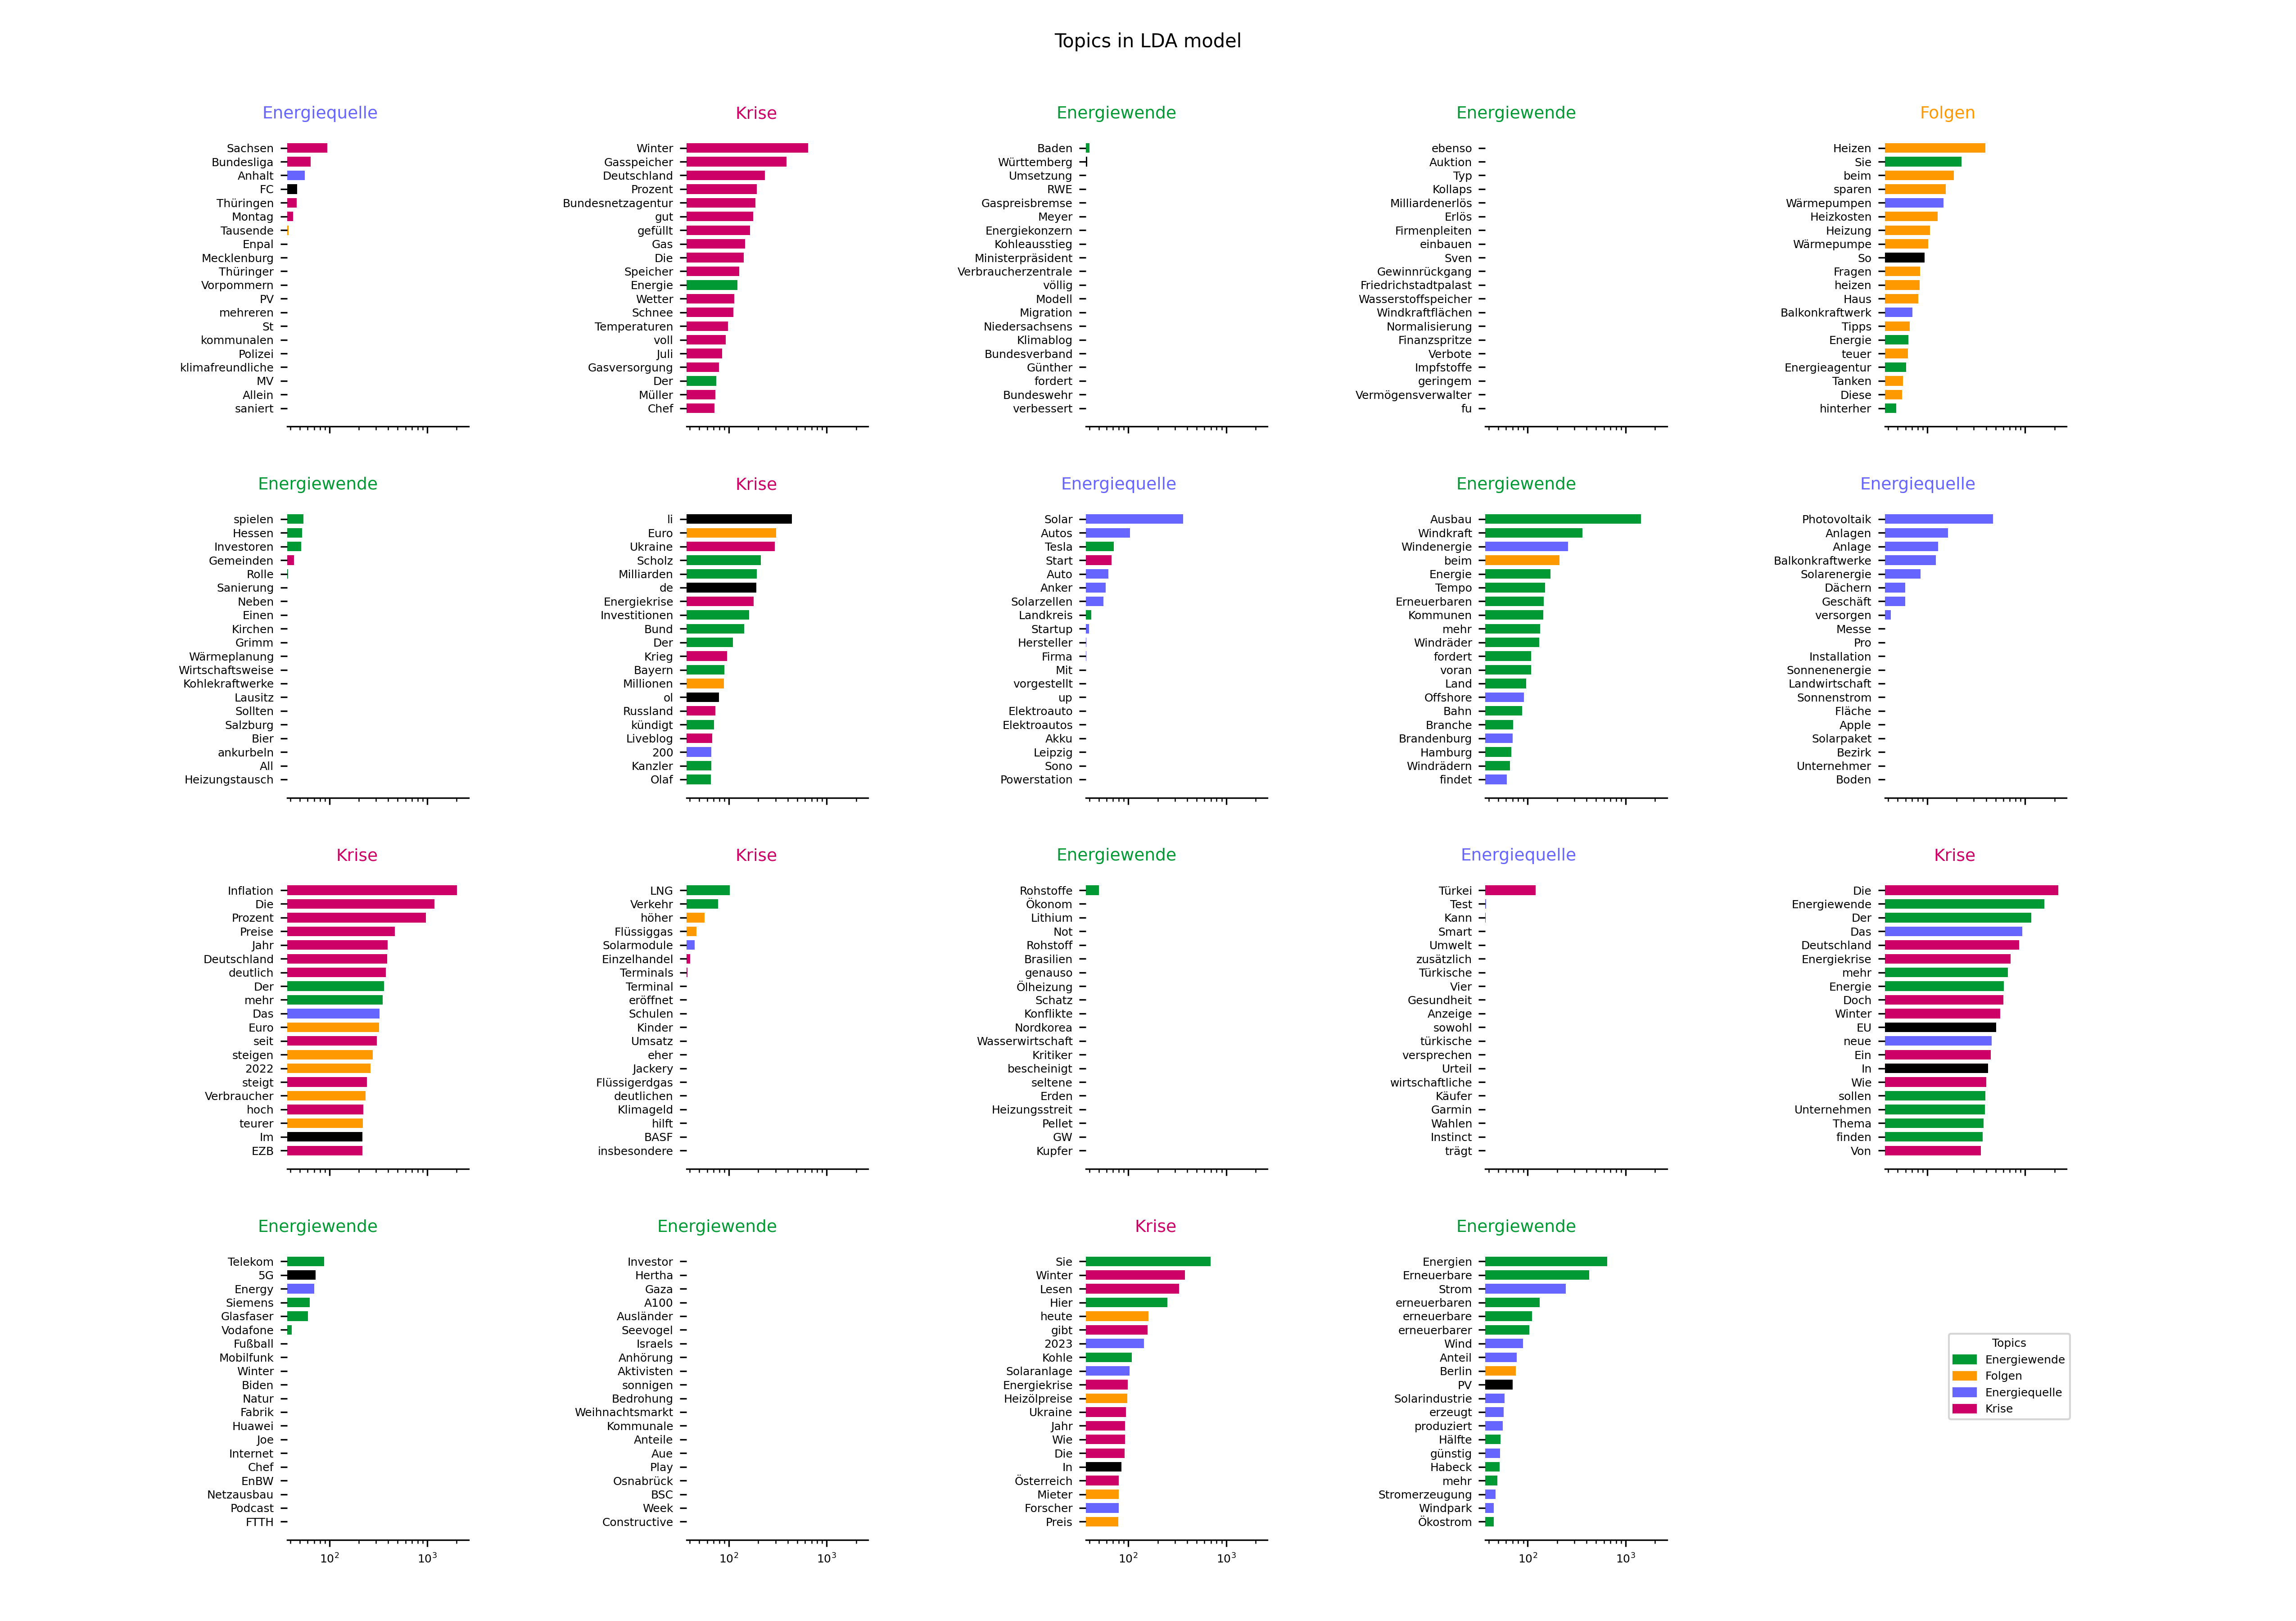 Topics in LDA model
Energiequelle
Sachsen
Bundesliga
Anhalt
FC
Thüringen
Montag
Tausende
Enpal
Mecklenburg
Thüringer
Vorpommern
PV
mehreren
St
kommunalen
Polizei
klimafreundliche
MV
Allein
saniert
Krise
Winter
Gasspeicher
Deutschland
Prozent
Bundesnetzagentur
gut
gefüllt
Gas
Die
Speicher
Energie
Wetter
Schnee
Temperaturen
voll
Juli
Gasversorgung
Der
Müller
Chef
Energiewende
Baden
Württemberg
Umsetzung
RWE
Gaspreisbremse
Meyer
Energiekonzern
Kohleausstieg
Ministerpräsident
Verbraucherzentrale
völlig
Modell
Migration
Niedersachsens
Klimablog
Bundesverband
Günther
fordert
Bundeswehr
verbessert
Energiewende
ebenso
Auktion
Typ
Kollaps
Milliardenerlös
Erlös
Firmenpleiten
einbauen
Sven
Gewinnrückgang
Friedrichstadtpalast
Wasserstoffspeicher
Windkraftflächen
Normalisierung
Finanzspritze
Verbote
Impfstoffe
geringem
Vermögensverwalter
fu
Folgen
Heizen
Sie
beim
sparen
Wärmepumpen
Heizkosten
Heizung
Wärmepumpe
So
Fragen
heizen
Haus
Balkonkraftwerk
Tipps
Energie
teuer
Energieagentur
Tanken
Diese
hinterher
Energiewende
spielen
Hessen
Investoren
Gemeinden
Rolle
Sanierung
Neben
Einen
Kirchen
Grimm
Wärmeplanung
Wirtschaftsweise
Kohlekraftwerke
Lausitz
Sollten
Salzburg
Bier
ankurbeln
All
Heizungstausch
Krise
li
Euro
Ukraine
Scholz
Milliarden
de
Energiekrise
Investitionen
Bund
Der
Krieg
Bayern
Millionen
ol
Russland
kündigt
Liveblog
200
Kanzler
Olaf
Energiequelle
Solar
Autos
Tesla
Start
Auto
Anker
Solarzellen
Landkreis
Startup
Hersteller
Firma
Mit
vorgestellt
up
Elektroauto
Elektroautos
Akku
Leipzig
Sono
Powerstation
Energiewende
Ausbau
Windkraft
Windenergie
beim
Energie
Tempo
Erneuerbaren
Kommunen
mehr
Windräder
fordert
voran
Land
Offshore
Bahn
Branche
Brandenburg
Hamburg
Windrädern
findet
Energiequelle
Photovoltaik
Anlagen
Anlage
Balkonkraftwerke
Solarenergie
Dächern
Geschäft
versorgen
Messe
Pro
Installation
Sonnenenergie
Landwirtschaft
Sonnenstrom
Fläche
Apple
Solarpaket
Bezirk
Unternehmer
Boden
Krise
Inflation
Die
Prozent
Preise
Jahr
Deutschland
deutlich
Der
mehr
Das
Euro
seit
steigen
2022
steigt
Verbraucher
hoch
teurer
Im
EZB
Krise
LNG
Verkehr
höher
Flüssiggas
Solarmodule
Einzelhandel
Terminals
Terminal
eröffnet
Schulen
Kinder
Umsatz
eher
Jackery
Flüssigerdgas
deutlichen
Klimageld
hilft
BASF
insbesondere
Energiewende
Rohstoffe
Ökonom
Lithium
Not
Rohstoff
Brasilien
genauso
Ölheizung
Schatz
Konflikte
Nordkorea
Wasserwirtschaft
Kritiker
bescheinigt
seltene
Erden
Heizungsstreit
Pellet
GW
Kupfer
Energiequelle
Türkei
Test
Kann
Smart
Umwelt
zusätzlich
Türkische
Vier
Gesundheit
Anzeige
sowohl
türkische
versprechen
Urteil
wirtschaftliche
Käufer
Garmin
Wahlen
Instinct
trägt
Krise
Die
Energiewende
Der
Das
Deutschland
Energiekrise
mehr
Energie
Doch
Winter
EU
neue
Ein
In
Wie
sollen
Unternehmen
Thema
finden
Von
Energiewende
Telekom
5G
Energy
Siemens
Glasfaser
Vodafone
Fußball
Mobilfunk
Winter
Biden
Natur
Fabrik
Huawei
Joe
Internet
Chef
EnBW
Netzausbau
Podcast
FTTH
10² 10³
Energiewende
Investor
Hertha
Gaza
A100
Ausländer
Seevogel
Israels
Anhörung
Aktivisten
sonnigen
Bedrohung
Weihnachtsmarkt
Kommunale
Anteile
Aue
Play
Osnabrück
BSC
Week
Constructive
10² 10³
Krise
Sie
Winter
Lesen
Hier
heute
gibt
2023
Kohle
Solaranlage
Energiekrise
Heizölpreise
Ukraine
Jahr
Wie
Die
In
Österreich
Mieter
Forscher
Preis
10² 10³
Energiewende
Energien
Erneuerbare
Strom
erneuerbaren
erneuerbare
erneuerbarer
Wind
Anteil
Berlin
PV
Solarindustrie
erzeugt
produziert
Hälfte
günstig
Habeck
mehr
Stromerzeugung
Windpark
Ökostrom
10² 10³
Topics
Energiewende
Folgen
Energiequelle
Krise